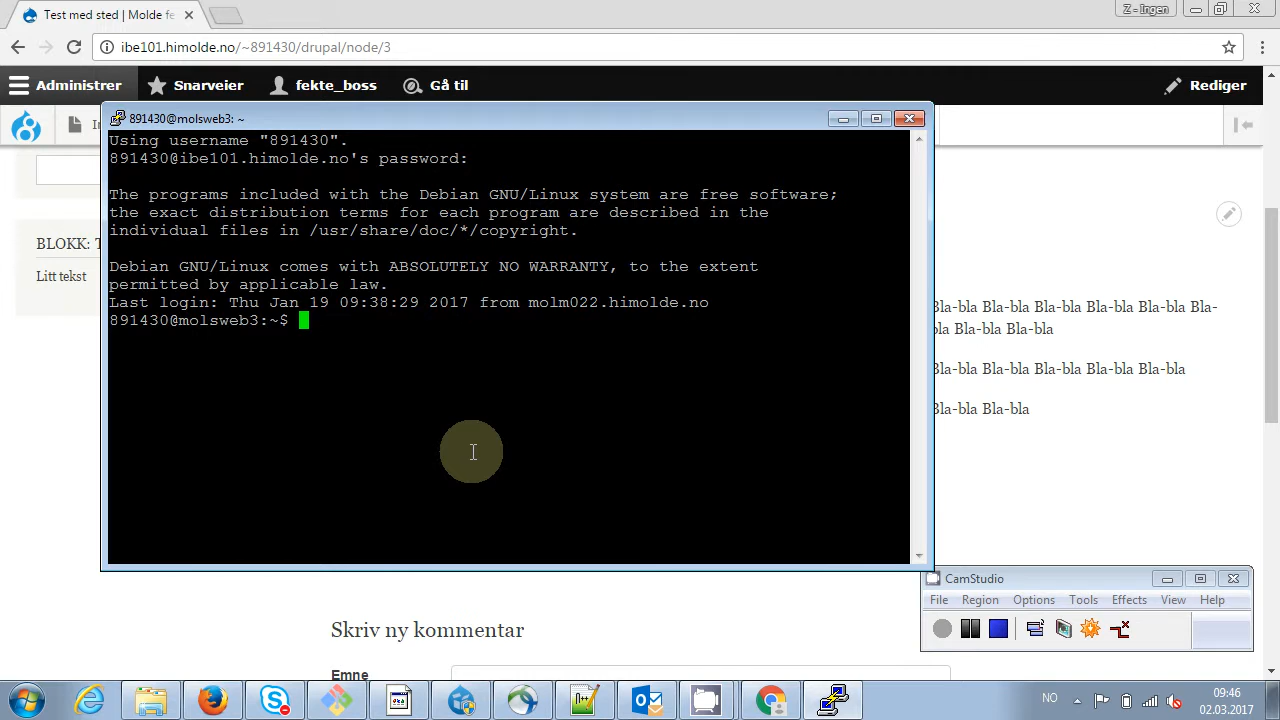 Test med sted | Molde fe
Z - Ingen
ibe101.himolde.no/~891430/drupal/node/3
Administrer
Snarveier
fekte_boss
Gå til
Rediger
891430@molsweb3: ~
Using username "891430".
891430@ibe101.himolde.no's password:
The programs included with the Debian GNU/Linux system are free software;
the exact distribution terms for each program are described in the
individual files in /usr/share/doc/*/copyright.
Debian GNU/Linux comes with ABSOLUTELY NO WARRANTY, to the extent
permitted by applicable law.
Last login: Thu Jan 19 09:38:29 2017 from molm022.himolde.no
891430@molsweb3:~$
BLOKK: T
Litt tekst
Bla-bla Bla-bla Bla-bla Bla-bla Bla-bla Bla-
bla Bla-bla Bla-bla
Bla-bla Bla-bla Bla-bla Bla-bla Bla-bla
Bla-bla Bla-bla
CamStudio
File Region Options Tools Effects View Help
Skriv ny kommentar
Emne
NO
09:46
02.03.2017